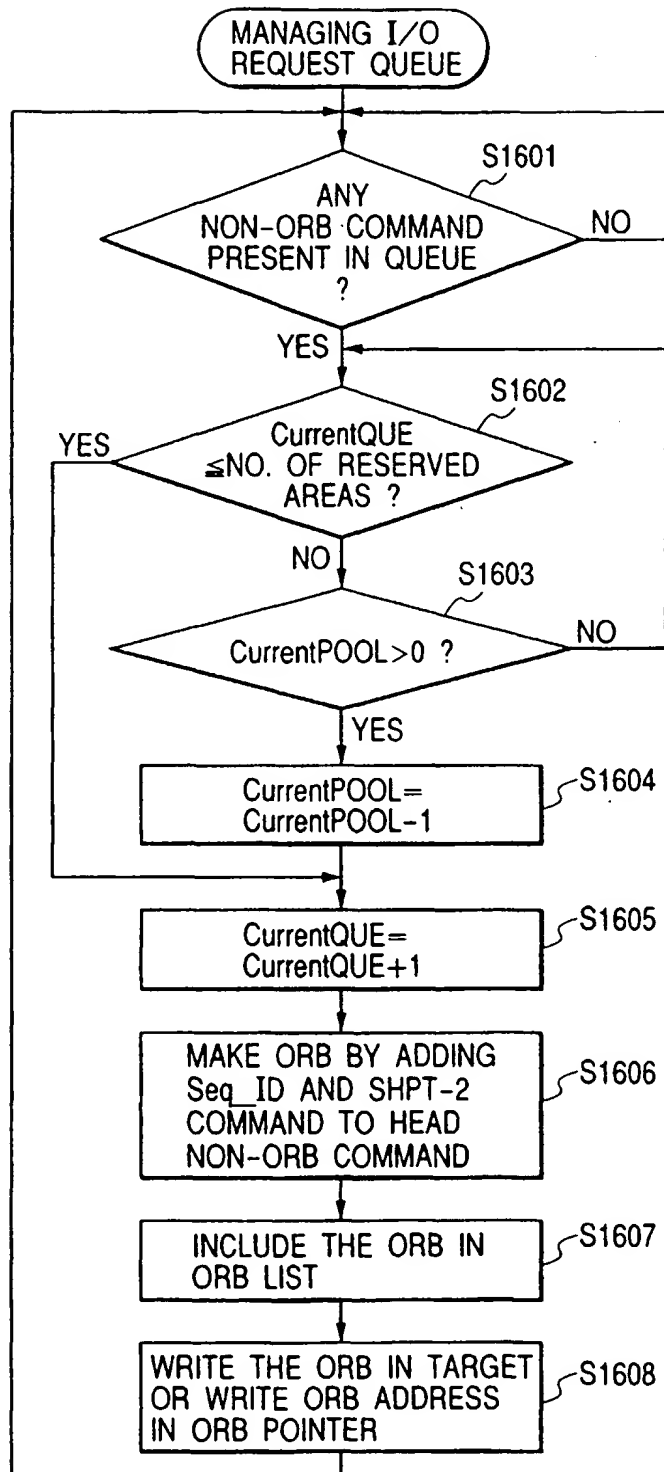 MANAGING I/O
REQUEST QUEUE
S1601
ANY
NON-ORB COMMAND
PRESENT IN QUEUE
?
NO
YES
S1602
YES
CurrentQUE
≦NO. OF RESERVED
AREAS ?
NO
S1603
CurrentPOOL>0 ?
NO
YES
CurrentPOOL=
CurrentPOOL-1
S1604
CurrentQUE=
CurrentQUE+1
S1605
MAKE ORB BY ADDING
Seq_ID AND SHPT-2
COMMAND TO HEAD
NON-ORB COMMAND
S1606
INCLUDE THE ORB IN
ORB LIST
S1607
WRITE THE ORB IN TARGET
OR WRITE ORB ADDRESS
IN ORB POINTER
S1608